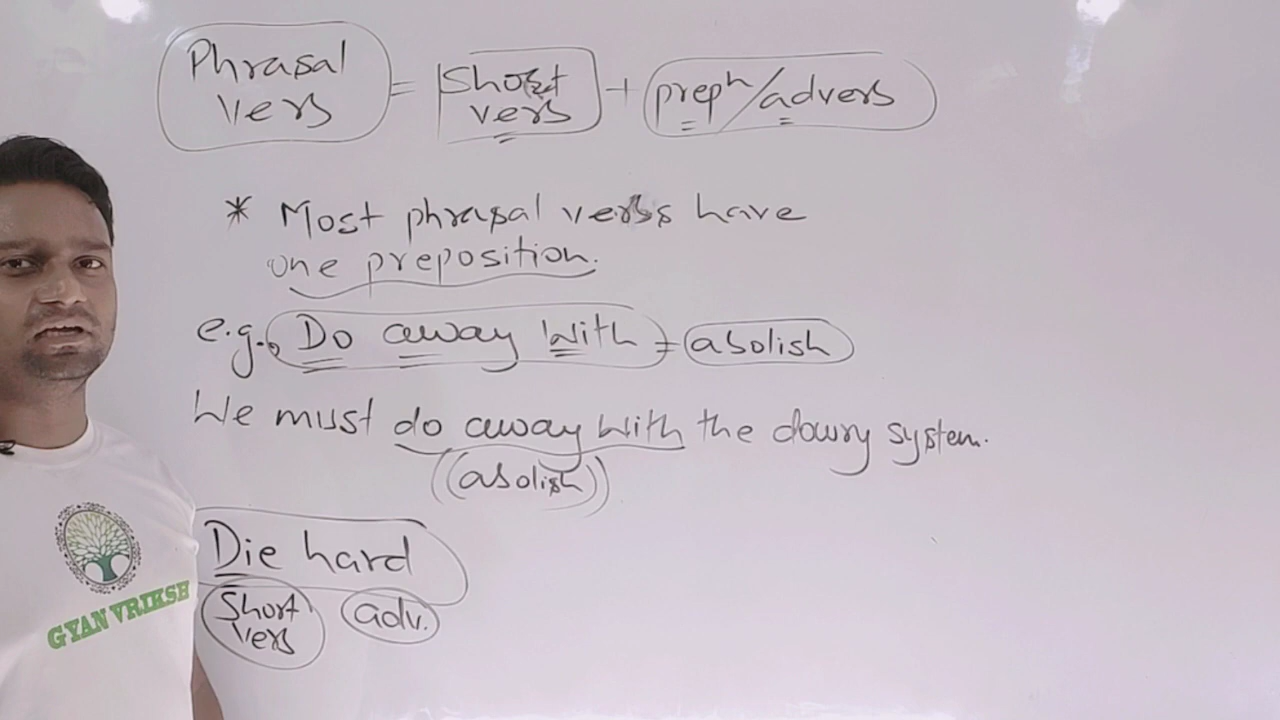 Phrasal
verb
= short
verb
+ prepⁿ/adverb
* Most phrasal verbs have
one preposition.
e.g., Do away with = abolish
We must do away with the dowry system.
(abolish)
Die hard
Short
verb
adv.
GYAN VRIKSH